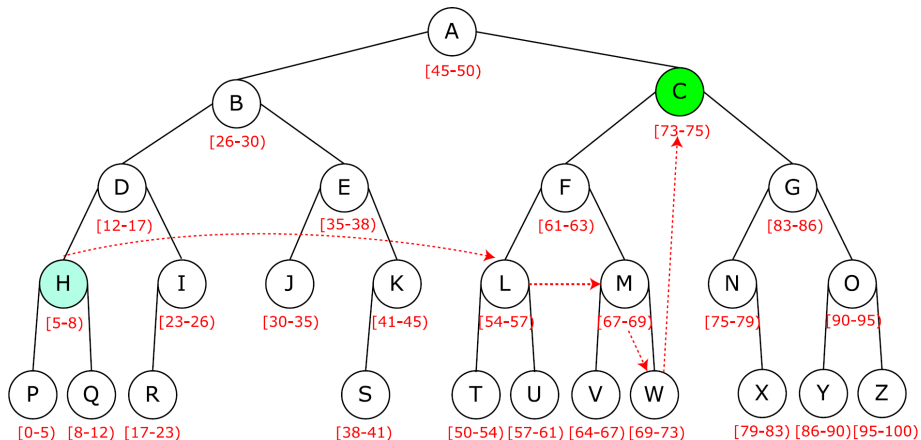 A
[45-50)
B
C
[26-30)
[73-75)
D
E
F
G
[12-17)
[35-38)
[61-63)
[83-86)
H
I
J
K
L
M
N
O
[5-8)
[23-26)
[30-35)
[41-45)
[54-57)
[67-69)
[75-79)
[90-95)
P
Q
R
S
T
U
V
W
X
Y
Z
[0-5)
[8-12)
[17-23)
[38-41)
[50-54)
[57-61)
[64-67)
[69-73)
[79-83)
[86-90)
[95-100)